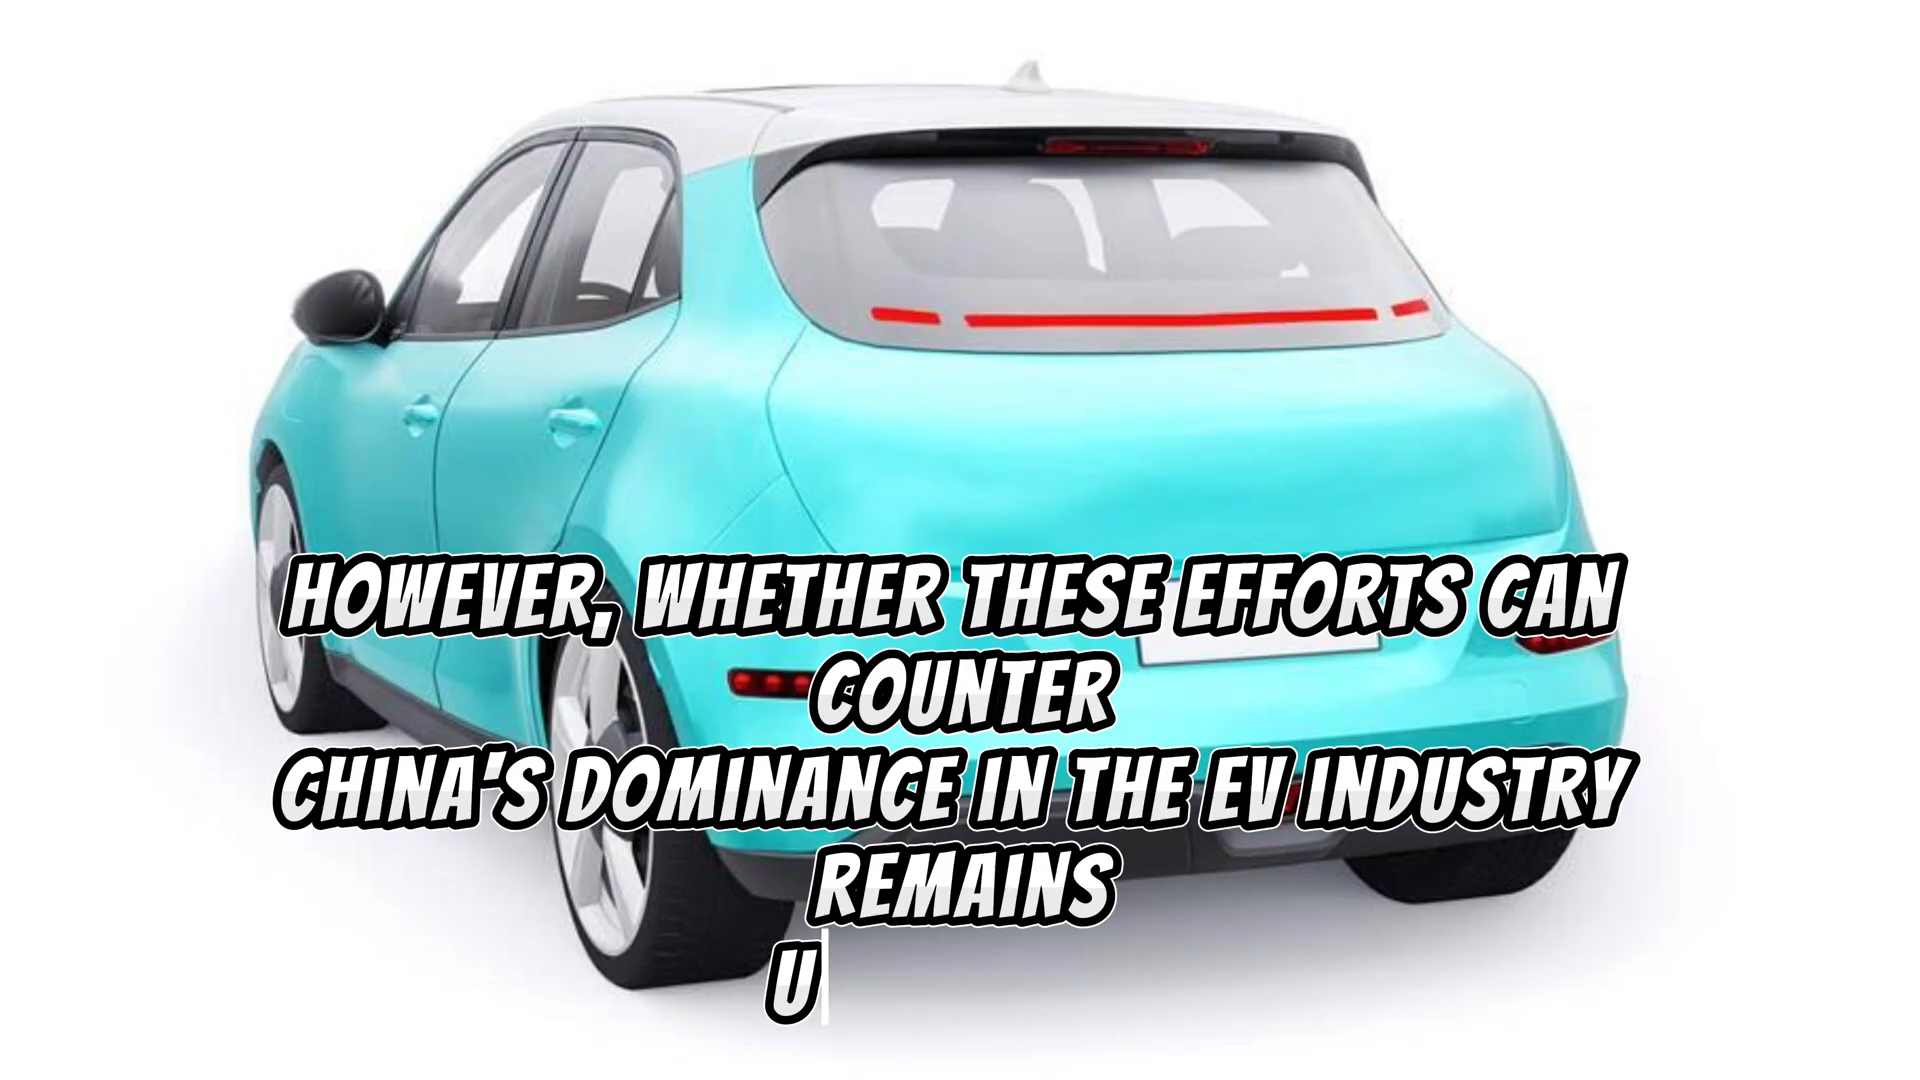 HOWEVER, WHETHER THESE EFFORTS CAN
COUNTER
CHINA'S DOMINANCE IN THE EV INDUSTRY
REMAINS
U